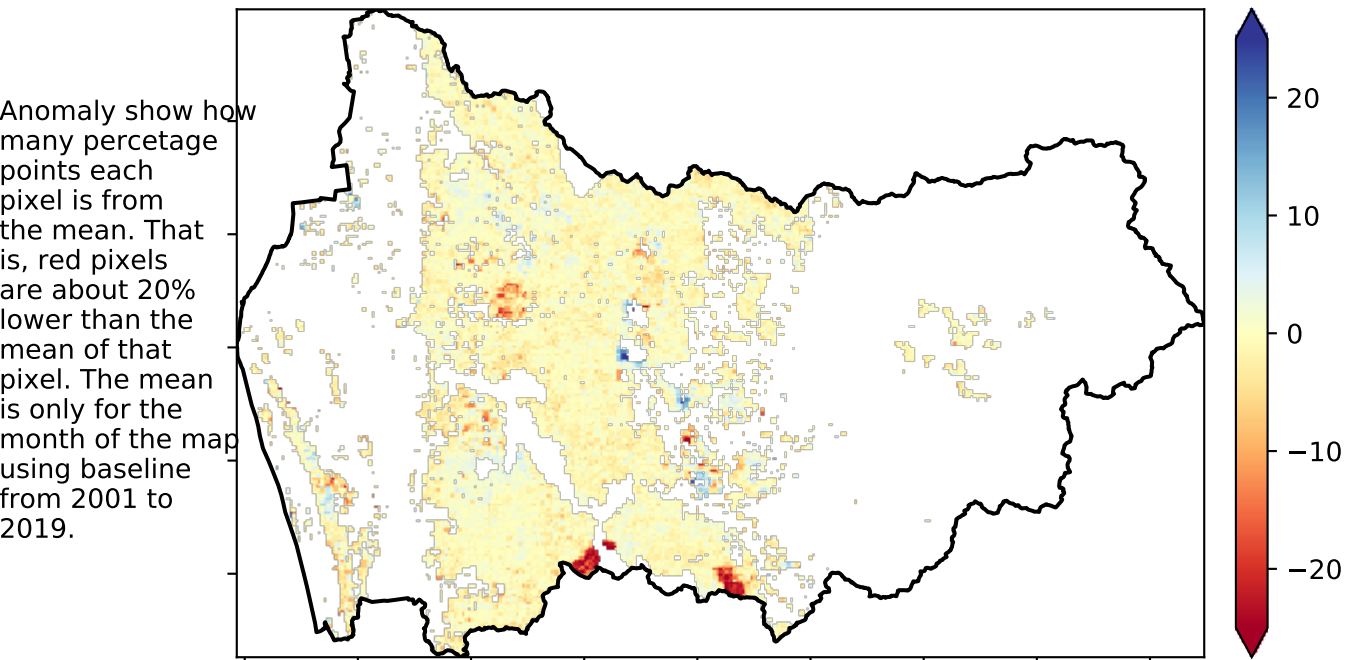 Anomaly show how
many percetage
points each
pixel is from
the mean. That
is, red pixels
are about 20%
lower than the
mean of that
pixel. The mean
is only for the
month of the map
using baseline
from 2001 to
2019.
20
10
0
−10
−20